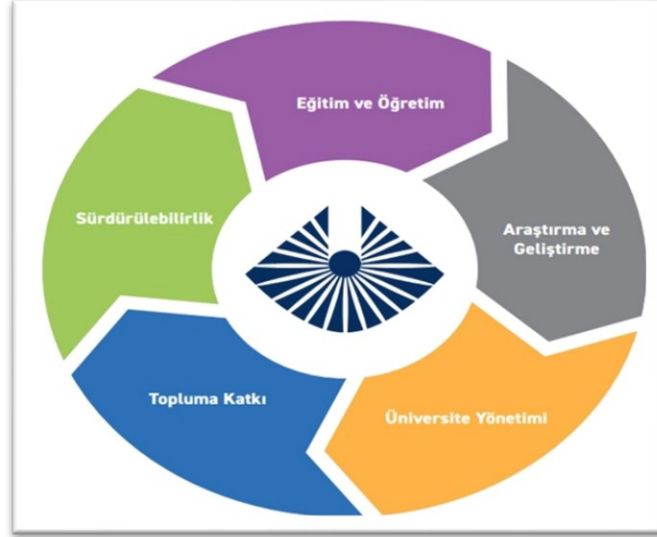 Eğitim ve Öğretim
Araştırma ve
Geliştirme
Üniversite Yönetimi
Topluma Katkı
Sürdürülebilirlik